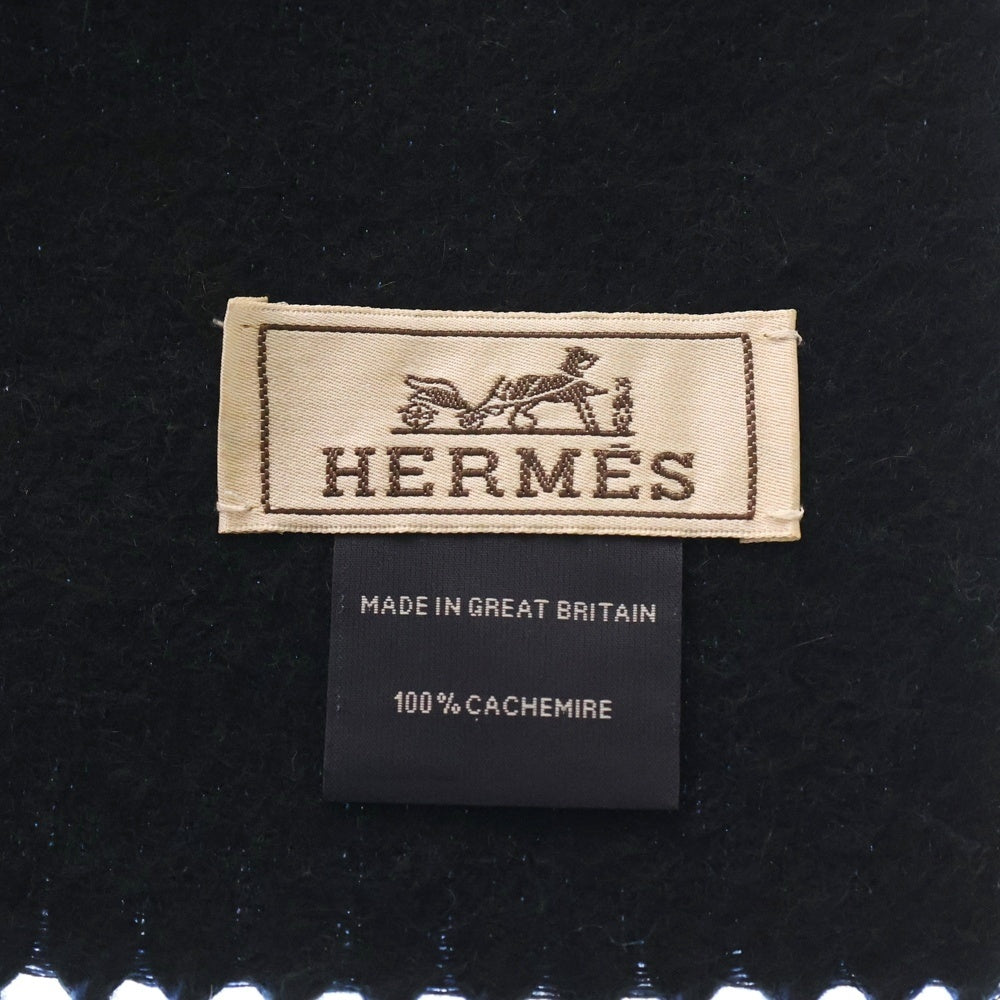 HERMÈS
MADE IN GREAT BRITAIN
100% CACHEMIRE